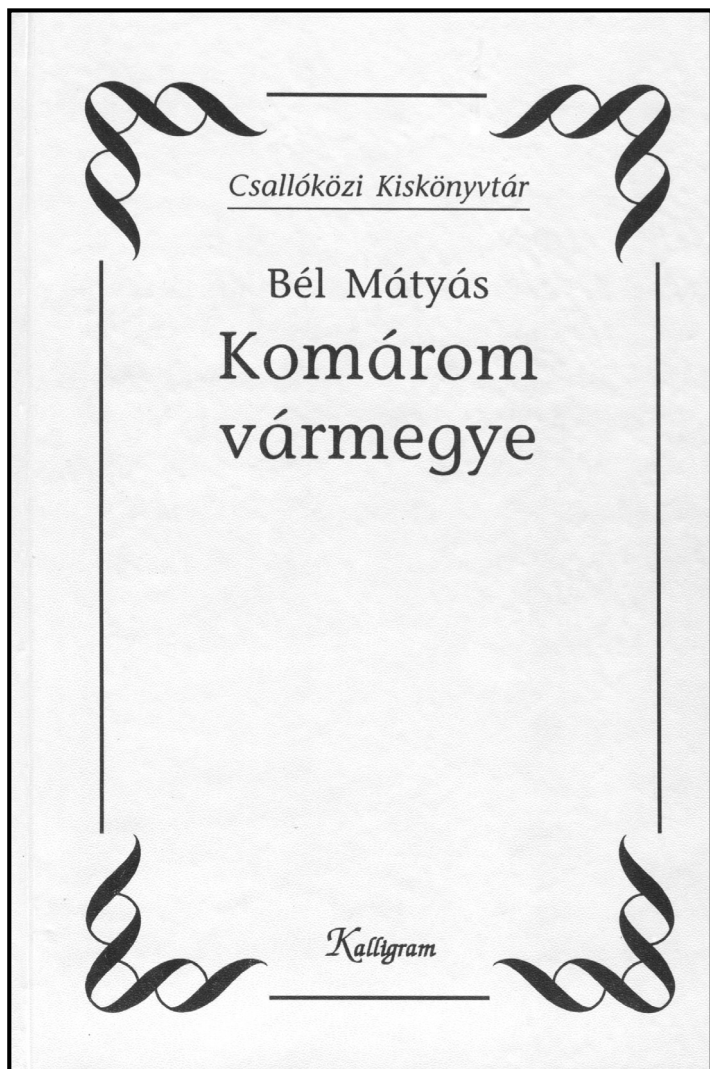 Csallóközi Kiskönyvtár
Bél Mátyás
Komárom
vármegye
Kalligram